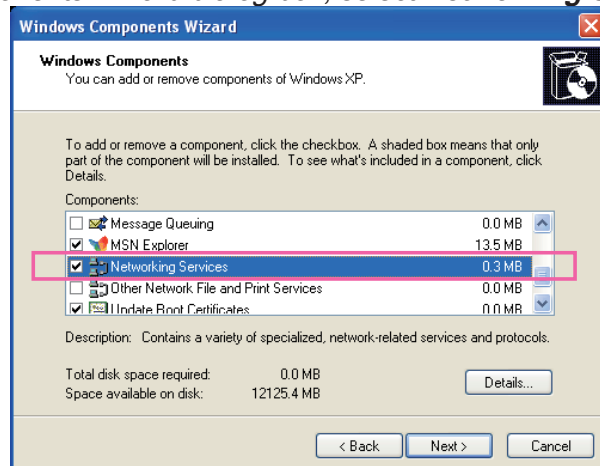 Windows Components Wizard
Windows Components
You can add or remove components of Windows XP.
To add or remove a component, click the checkbox. A shaded box means that only
part of the component will be installed. To see what's included in a component, click
Details.
Components:
Message Queuing 0.0 MB
MSN Explorer 13.5 MB
Networking Services 0.3 MB
Other Network File and Print Services 0.0 MB
Update Root Certificates 0.0 MB
Description: Contains a variety of specialized, network-related services and protocols.
Total disk space required: 0.0 MB
Space available on disk: 12125.4 MB
Details...
< Back Next > Cancel